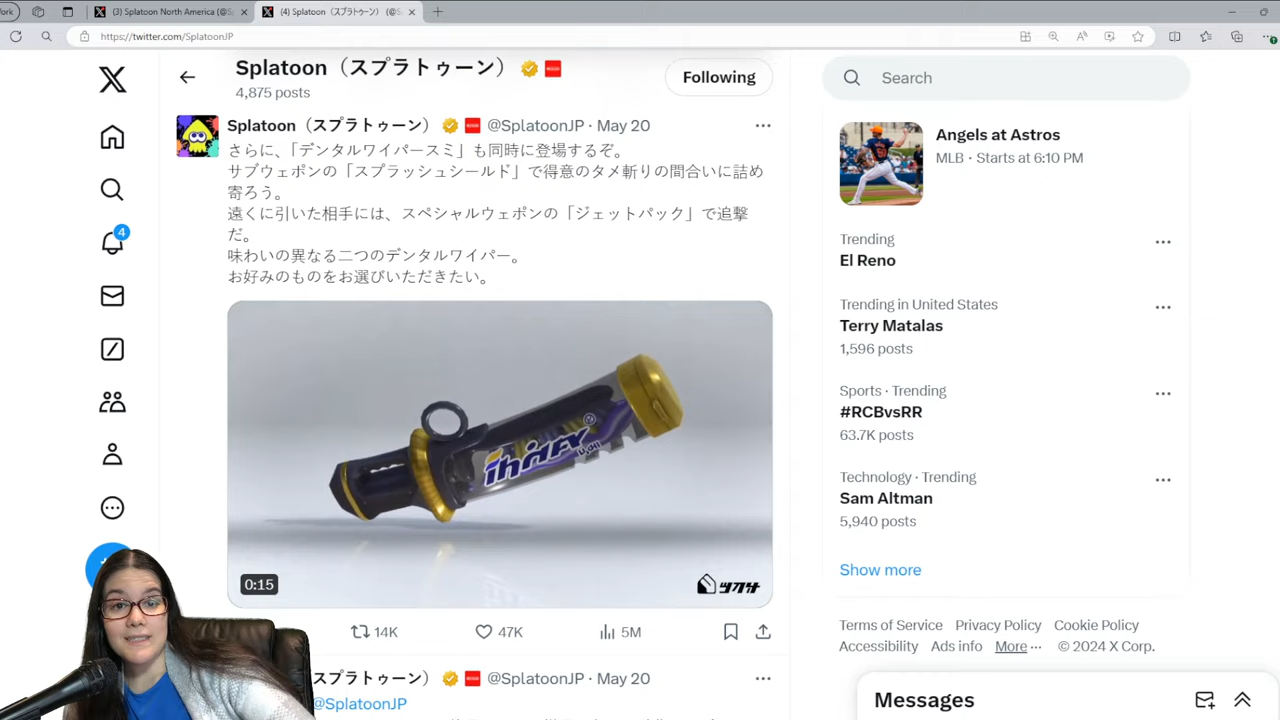 (3) Splatoon North America (@S
(4) Splatoon (スプラトゥーン) (@S
https://twitter.com/SplatoonJP
Splatoon（スプラトゥーン）
4,875 posts
Following
Splatoon（スプラトゥーン） @SplatoonJP · May 20
さらに、「デンタルワイパースミ」も同時に登場するぞ。
サブウェポンの「スプラッシュシールド」で得意のタメ斬りの間合いに詰め
寄ろう。
遠くに引いた相手には、スペシャルウェポンの「ジェットパック」で追撃
だ。
味わいの異なる二つのデンタルワイパー。
お好みのものをお選びいただきたい。
0:15
14K
47K
5M
プラトゥーン） @SplatoonJP · May 20
@SplatoonJP
4
Search
Angels at Astros
MLB · Starts at 6:10 PM
Trending
El Reno
Trending in United States
Terry Matalas
1,596 posts
Sports · Trending
#RCBvsRR
63.7K posts
Technology · Trending
Sam Altman
5,940 posts
Show more
Terms of Service Privacy Policy Cookie Policy
Accessibility Ads info More ··· © 2024 X Corp.
Messages